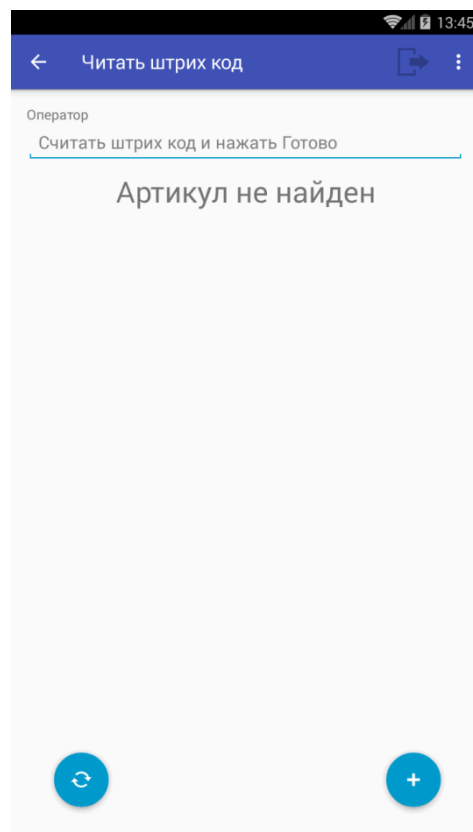 13:45
Читать штрих код
Оператор
Считать штрих код и нажать Готово
Артикул не найден